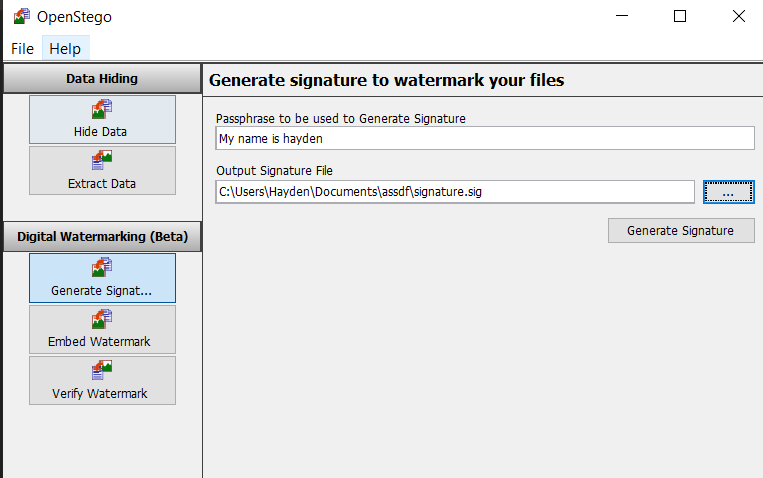 OpenStego
File Help
Data Hiding
Hide Data
Extract Data
Digital Watermarking (Beta)
Generate Signat...
Embed Watermark
Verify Watermark
Generate signature to watermark your files
Passphrase to be used to Generate Signature
My name is hayden
Output Signature File
C:\Users\Hayden\Documents\assdf\signature.sig
...
Generate Signature